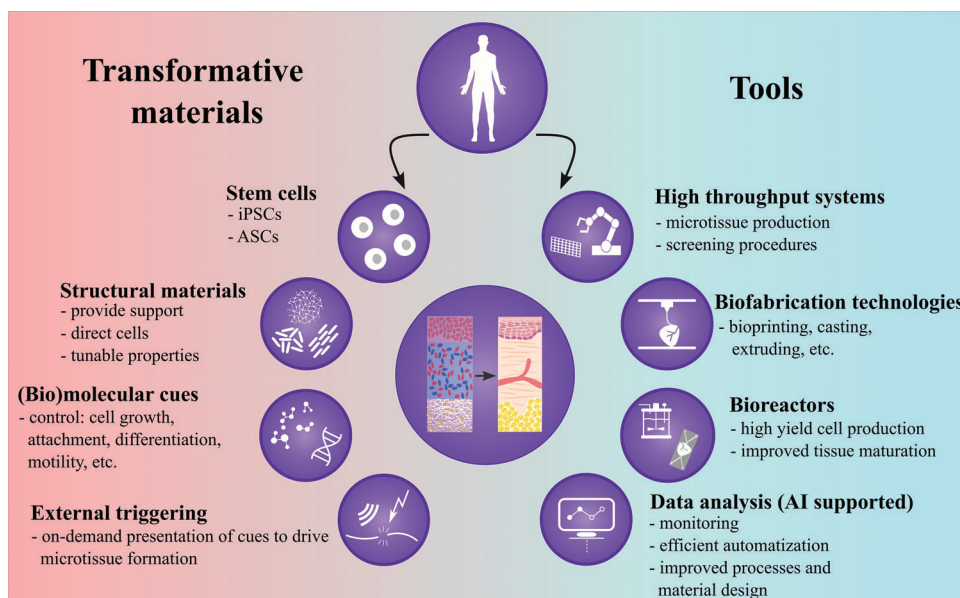 Transformative
materials
Stem cells
- iPSCs
- ASCs
Structural materials
- provide support
- direct cells
- tunable properties
(Bio)molecular cues
- control: cell growth,
attachment, differentiation,
motility, etc.
External triggering
- on-demand presentation of cues to drive
microtissue formation
Tools
High throughput systems
- microtissue production
- screening procedures
Biofabrication technologies
- bioprinting, casting,
extruding, etc.
Bioreactors
- high yield cell production
- improved tissue maturation
Data analysis (AI supported)
- monitoring
- efficient automatization
- improved processes and
material design